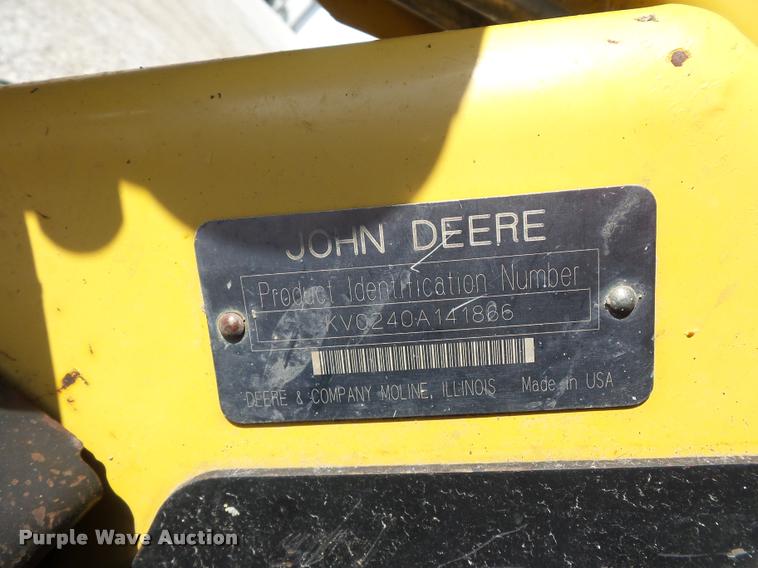 JOHN DEERE
Product Identification Number
KV0240A141866
DEERE & COMPANY MOLINE, ILLINOIS Made in USA
Purple Wave Auction